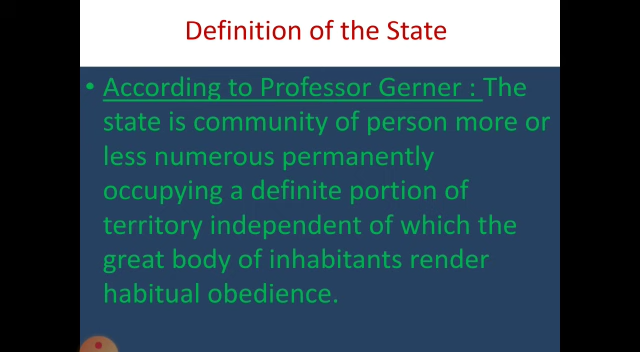 Definition of the State
• According to Professor Gerner : The
state is community of person more or
less numerous permanently
occupying a definite portion of
territory independent of which the
great body of inhabitants render
habitual obedience.